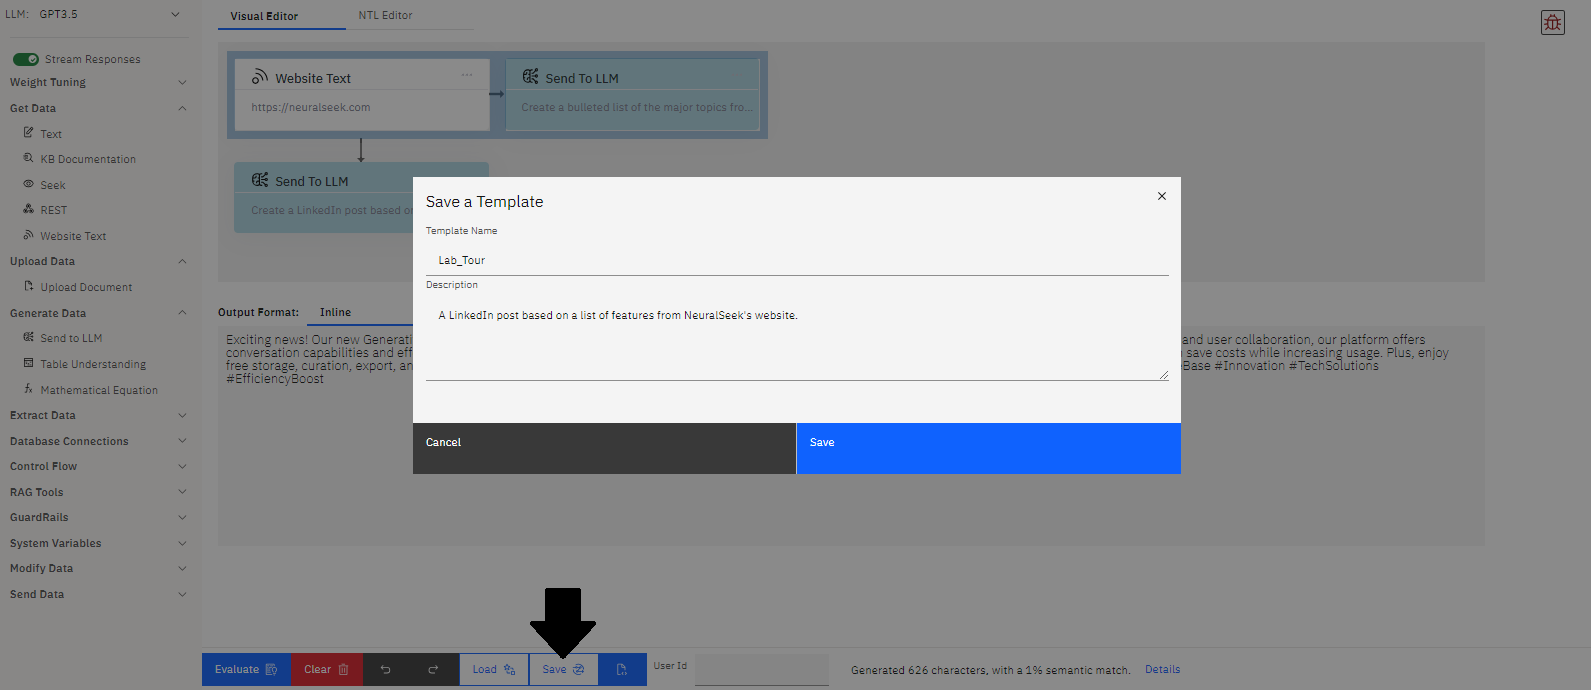 LLM: GPT3.5
Stream Responses
Weight Tuning
Get Data
Text
KB Documentation
Seek
REST
Website Text
Upload Data
Upload Document
Generate Data
Send to LLM
Table Understanding
Mathematical Equation
Extract Data
Database Connections
Control Flow
RAG Tools
GuardRails
System Variables
Modify Data
Send Data
Visual Editor
NTL Editor
Website Text
https://neuralseek.com
Send To LLM
Create a bulleted list of the major topics fro...
Send To LLM
Create a LinkedIn post based
Save a Template
Template Name
Lab_Tour
Description
A LinkedIn post based on a list of features from NeuralSeek's website.
Cancel
Save
Output Format: Inline
Exciting news! Our new and user collaboration, our platform offers
conversation capabilities and save costs while increasing usage. Plus, enjoy
free storage, curation, export, #Innovation #TechSolutions
#EfficiencyBoost
Evaluate
Clear
Load
Save
User Id
Generated 626 characters, with a 1% semantic match.
Details